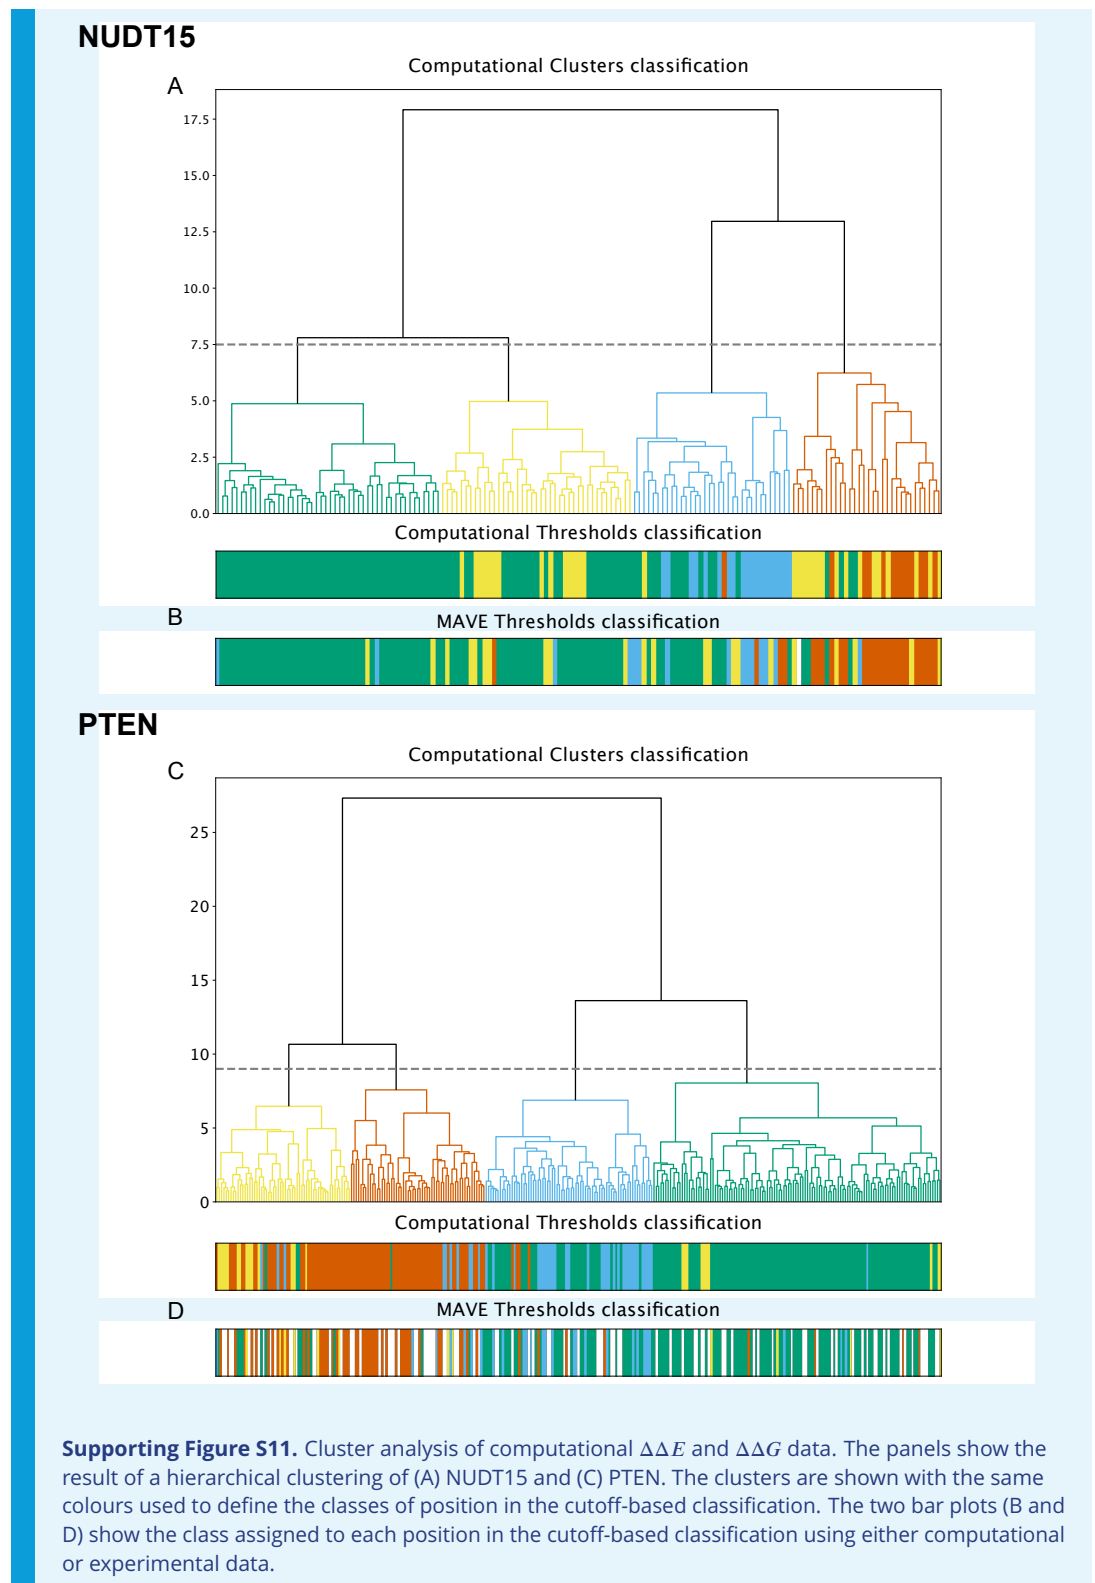 NUDT15
Computational Clusters classification
A
17.5
15.0
12.5
10.0
7.5
5.0
2.5
0.0
Computational Thresholds classification
B
MAVE Thresholds classification
PTEN
Computational Clusters classification
C
25
20
15
10
5
0
Computational Thresholds classification
D
MAVE Thresholds classification
Supporting Figure S11. Cluster analysis of computational ΔΔE and ΔΔG data. The panels show the
result of a hierarchical clustering of (A) NUDT15 and (C) PTEN. The clusters are shown with the same
colours used to define the classes of position in the cutoff-based classification. The two bar plots (B and
D) show the class assigned to each position in the cutoff-based classification using either computational
or experimental data.